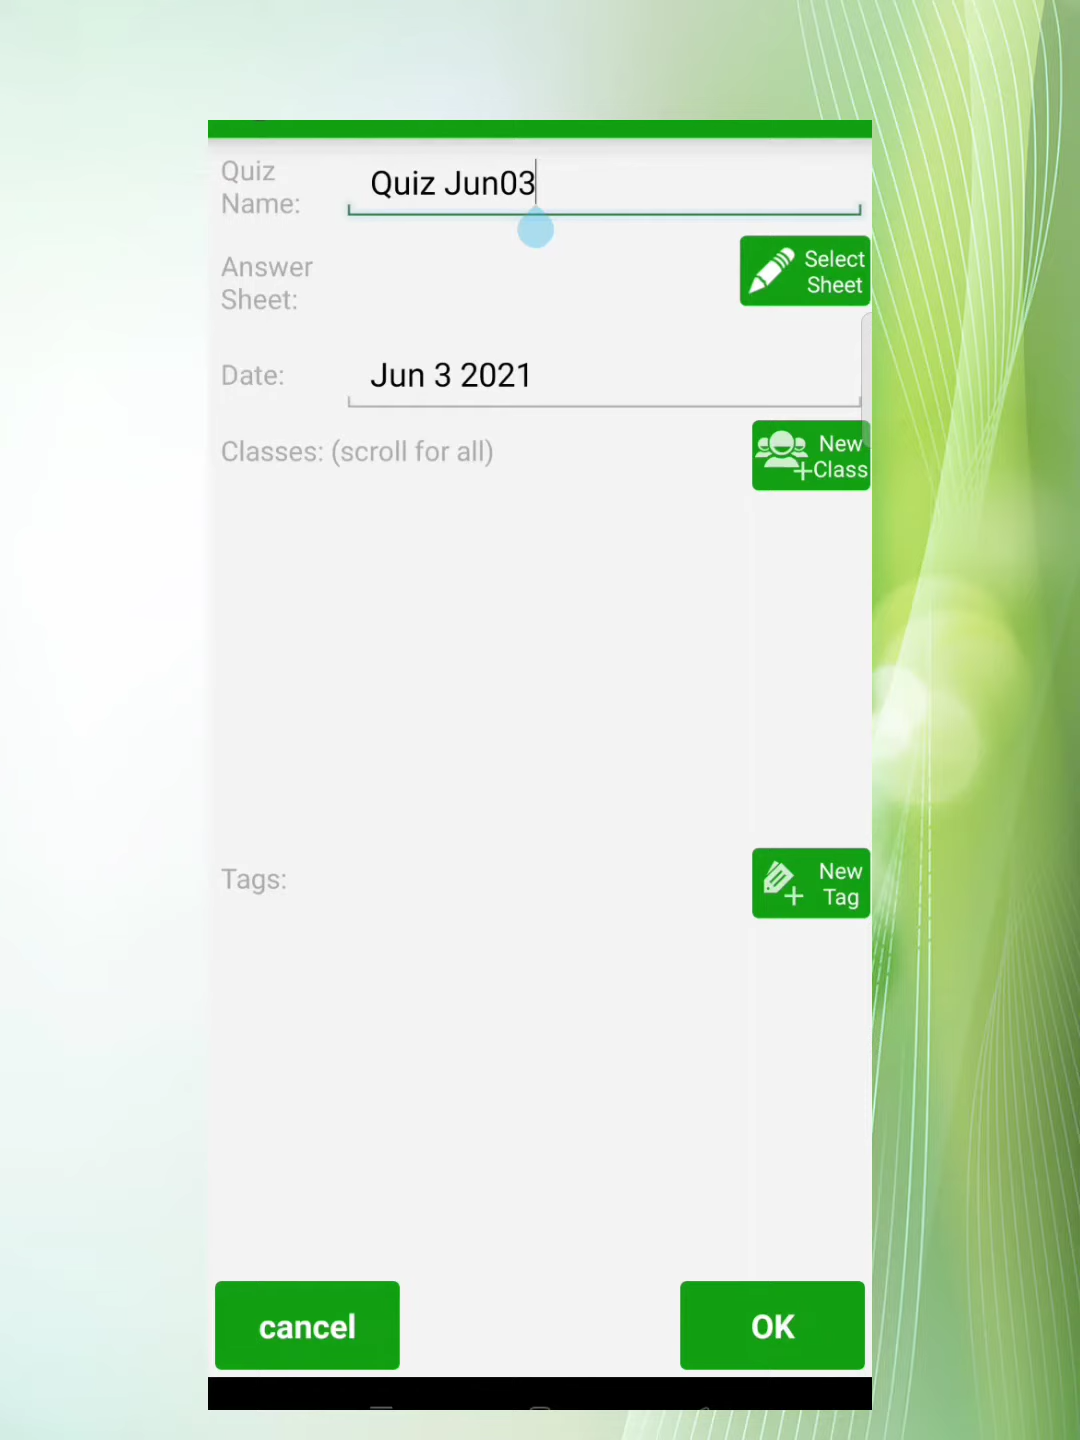 Quiz
Name:
Quiz Jun03
Answer
Sheet:
Select
Sheet
Date:
Jun 3 2021
Classes: (scroll for all)
New
+Class
Tags:
New
Tag
cancel
OK